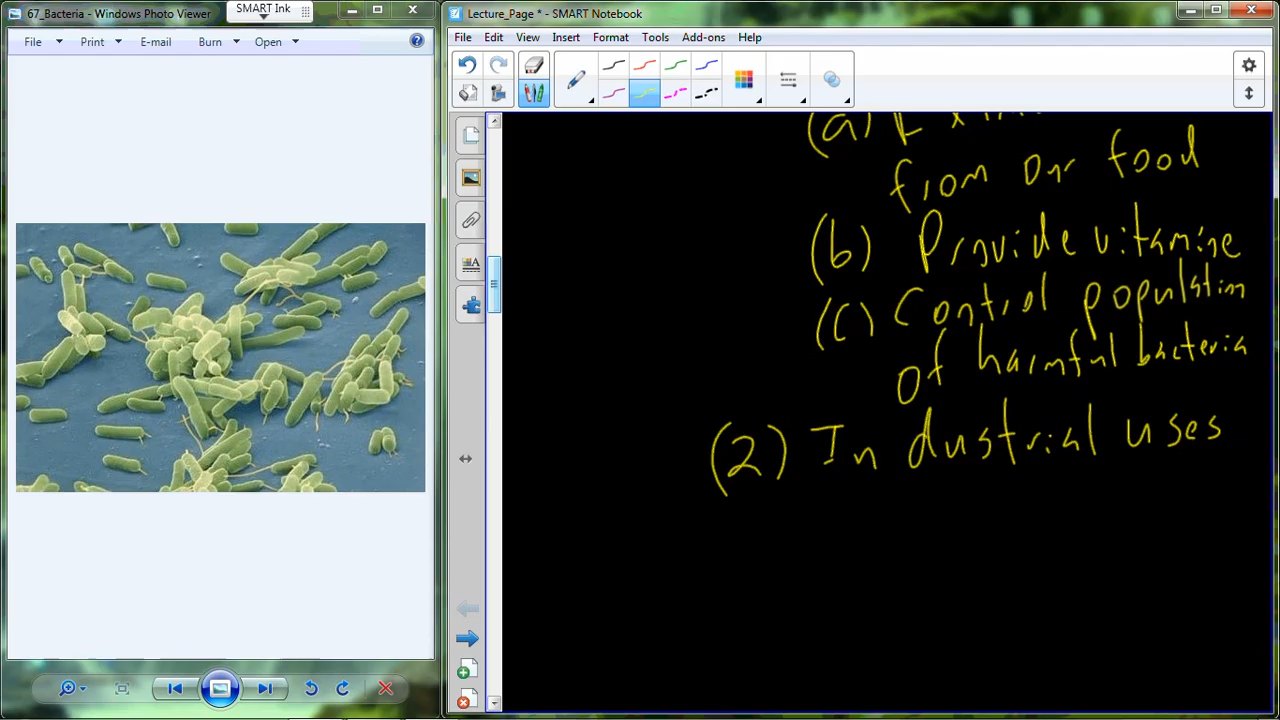 67_Bacteria - Windows Photo Viewer
SMART Ink
File Print E-mail Burn Open
Lecture_Page * - SMART Notebook
File Edit View Insert Format Tools Add-ons Help
(a)
from our food
(b) Provide vitamins
(c) Control population
of harmful bacteria
(2) Industrial uses